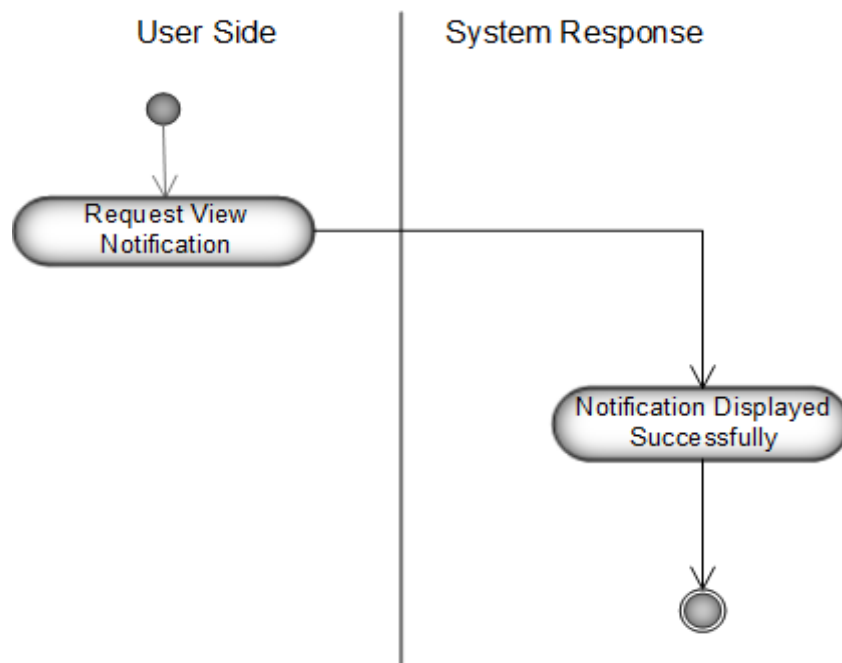 User Side
System Response
Request View
Notification
Notification Displayed
Successfully